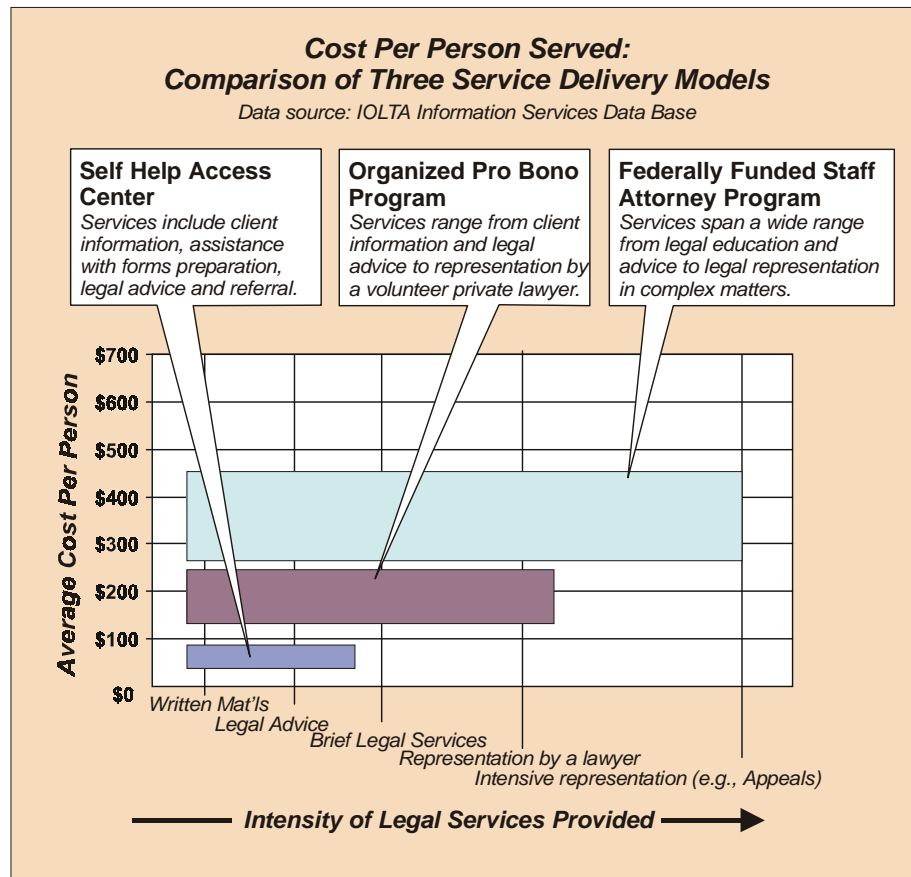 Cost Per Person Served:
Comparison of Three Service Delivery Models
Data source: IOLTA Information Services Data Base
Self Help Access
Center
Services include client
information, assistance
with forms preparation,
legal advice and referral.
Organized Pro Bono
Program
Services range from client
information and legal
advice to representation by
a volunteer private lawyer.
Federally Funded Staff
Attorney Program
Services span a wide range
from legal education and
advice to legal representation
in complex matters.
Average Cost Per Person
$700
$600
$500
$400
$300
$200
$100
$0
Written Mat'ls
Legal Advice
Brief Legal Services
Representation by a lawyer
Intensive representation (e.g., Appeals)
Intensity of Legal Services Provided